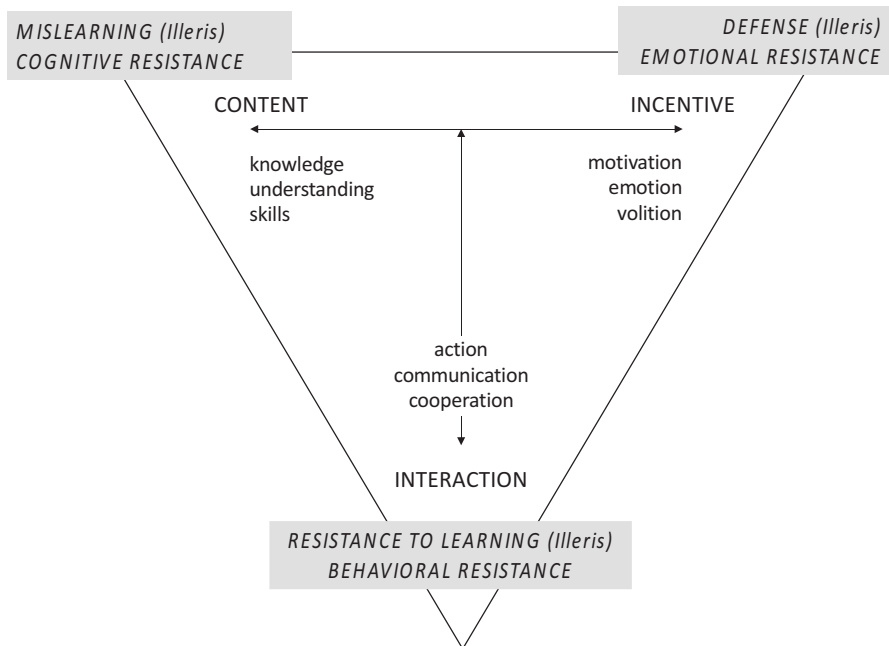 MISLEARNING (Illeris)
COGNITIVE RESISTANCE
DEFENSE (Illeris)
EMOTIONAL RESISTANCE
CONTENT
INCENTIVE
knowledge
understanding
skills
motivation
emotion
volition
action
communication
cooperation
INTERACTION
RESISTANCE TO LEARNING (Illeris)
BEHAVIORAL RESISTANCE